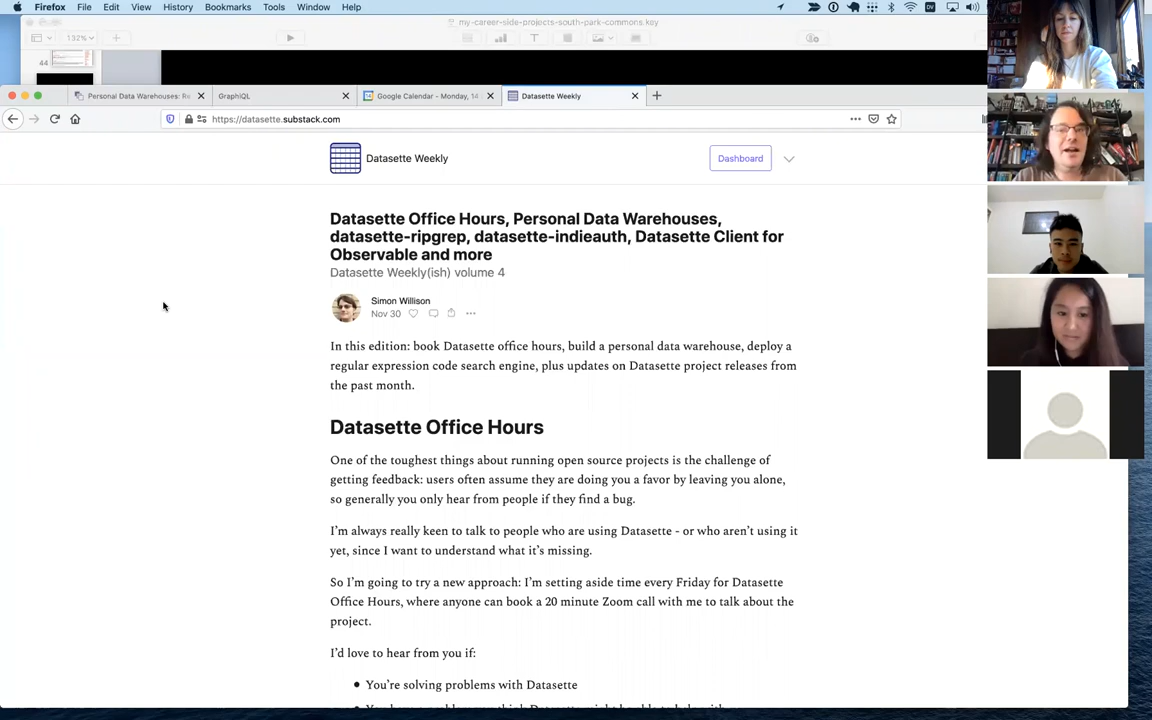 Firefox File Edit View History Bookmarks Tools Window Help
my-career-side-projects-south-park-commons.key
132%
44
Personal Data Warehouses: Re
GraphiQL
Google Calendar - Monday, 14
Datasette Weekly
https://datasette.substack.com
Datasette Weekly
Dashboard
Datasette Office Hours, Personal Data Warehouses,
datasette-ripgrep, datasette-indieauth, Datasette Client for
Observable and more
Datasette Weekly(ish) volume 4
Simon Willison
Nov 30
In this edition: book Datasette office hours, build a personal data warehouse, deploy a
regular expression code search engine, plus updates on Datasette project releases from
the past month.
Datasette Office Hours
One of the toughest things about running open source projects is the challenge of
getting feedback: users often assume they are doing you a favor by leaving you alone,
so generally you only hear from people if they find a bug.
I'm always really keen to talk to people who are using Datasette - or who aren't using it
yet, since I want to understand what it's missing.
So I'm going to try a new approach: I'm setting aside time every Friday for Datasette
Office Hours, where anyone can book a 20 minute Zoom call with me to talk about the
project.
I'd love to hear from you if:
• You're solving problems with Datasette